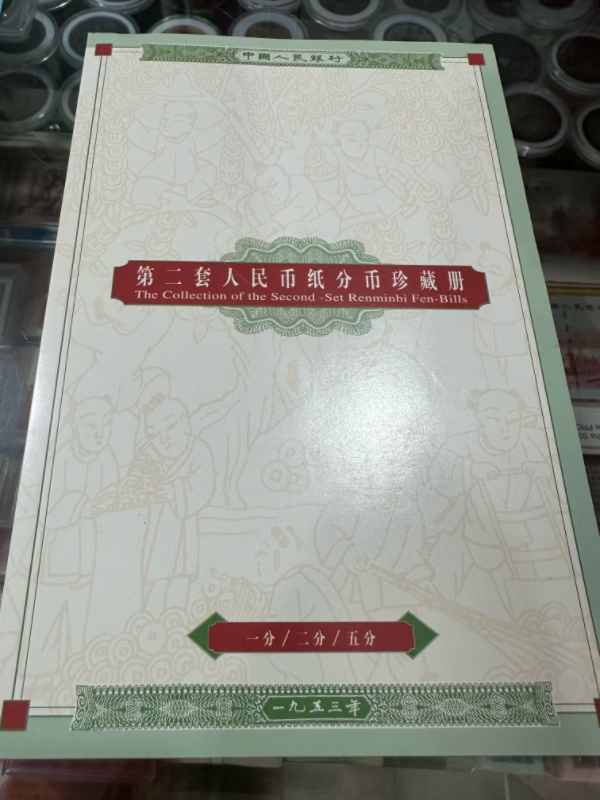 中國人民銀行
第二套人民币纸分币珍藏册
The Collection of the Second -Set Renminbi Fen-Bills
一分/二分/五分
一九五三年